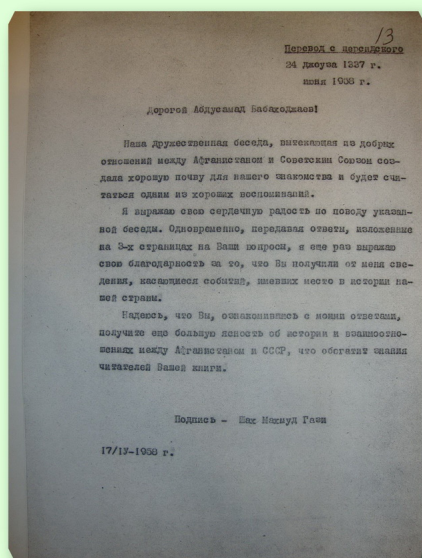 13
Перевод с персидского
24 джоуза 1337 г.
июня 1958 г.
Дорогой Абдусамад Бабаходжаев!
Наша дружественная беседа, вытекающая из добрых
отношений между Афганистаном и Советским Союзом соз-
дала хорошую почву для нашего знакомства и будет счи-
таться одним из хороших воспоминаний.
Я выражаю свою сердечную радость по поводу указан-
ной беседы. Одновременно, передавая ответы, изложенные
на 3-х страницах на Ваши вопросы, я еще раз выражаю
свою благодарность за то, что Вы получили от меня све-
дения, касающиеся событий, имевших место в истории на-
шей страны.
Надеюсь, что Вы, ознакомившись с моими ответами,
получите еще большую ясность об истории и взаимоотно-
шениях между Афганистаном и СССР, что обогатит знания
читателей Вашей книги.
Подпись - Шах Махмуд Гази
17/IУ-1958 г.